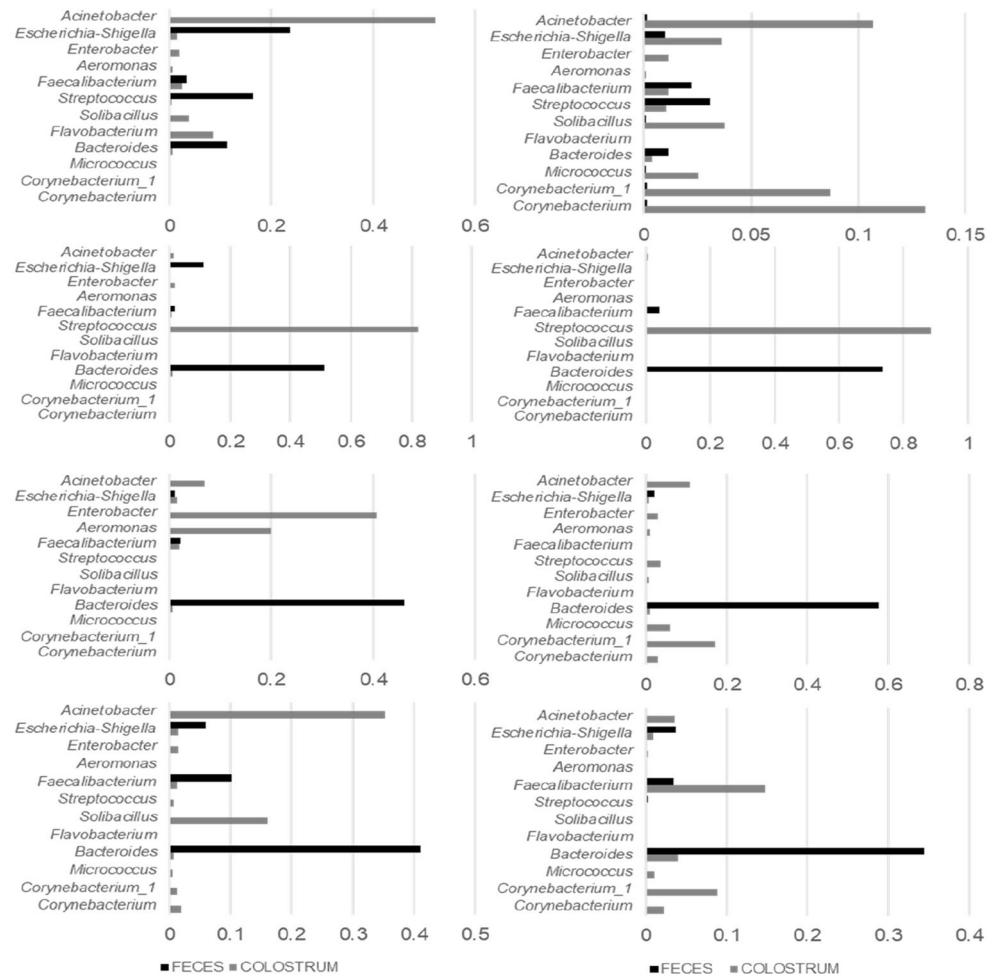 Acinetobacter
Escherichia-Shigella
Enterobacter
Aeromonas
Faecalibacterium
Streptococcus
Solibacillus
Flavobacterium
Bacteroides
Micrococcus
Corynebacterium_1
Corynebacterium
0 0.2 0.4 0.6
Acinetobacter
Escherichia-Shigella
Enterobacter
Aeromonas
Faecalibacterium
Streptococcus
Solibacillus
Flavobacterium
Bacteroides
Micrococcus
Corynebacterium_1
Corynebacterium
0 0.05 0.1 0.15
Acinetobacter
Escherichia-Shigella
Enterobacter
Aeromonas
Faecalibacterium
Streptococcus
Solibacillus
Flavobacterium
Bacteroides
Micrococcus
Corynebacterium_1
Corynebacterium
0 0.2 0.4 0.6 0.8 1
Acinetobacter
Escherichia-Shigella
Enterobacter
Aeromonas
Faecalibacterium
Streptococcus
Solibacillus
Flavobacterium
Bacteroides
Micrococcus
Corynebacterium_1
Corynebacterium
0 0.2 0.4 0.6 0.8 1
Acinetobacter
Escherichia-Shigella
Enterobacter
Aeromonas
Faecalibacterium
Streptococcus
Solibacillus
Flavobacterium
Bacteroides
Micrococcus
Corynebacterium_1
Corynebacterium
0 0.2 0.4 0.6
Acinetobacter
Escherichia-Shigella
Enterobacter
Aeromonas
Faecalibacterium
Streptococcus
Solibacillus
Flavobacterium
Bacteroides
Micrococcus
Corynebacterium_1
Corynebacterium
0 0.2 0.4 0.6 0.8
Acinetobacter
Escherichia-Shigella
Enterobacter
Aeromonas
Faecalibacterium
Streptococcus
Solibacillus
Flavobacterium
Bacteroides
Micrococcus
Corynebacterium_1
Corynebacterium
0 0.1 0.2 0.3 0.4 0.5
FECES COLOSTRUM
Acinetobacter
Escherichia-Shigella
Enterobacter
Aeromonas
Faecalibacterium
Streptococcus
Solibacillus
Flavobacterium
Bacteroides
Micrococcus
Corynebacterium_1
Corynebacterium
0 0.1 0.2 0.3 0.4
FECES COLOSTRUM